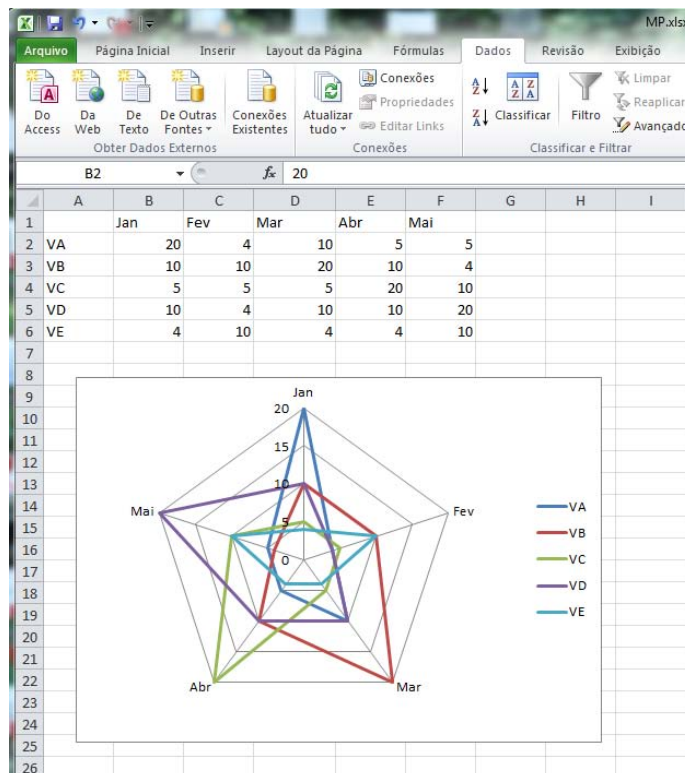 MP.xlsx
Arquivo Página Inicial Inserir Layout da Página Fórmulas Dados Revisão Exibição
Do Access
Da Web
De Texto
De Outras Fontes
Conexões Existentes
Obter Dados Externos
Atualizar tudo
Conexões
Propriedades
Editar Links
Conexões
Classificar
Filtro
Limpar
Reaplicar
Avançado
Classificar e Filtrar
B2 fx 20
A B C D E F G H I
1 Jan Fev Mar Abr Mai
2 VA 20 4 10 5 5
3 VB 10 10 20 10 4
4 VC 5 5 5 20 10
5 VD 10 4 10 10 20
6 VE 4 10 4 4 10
7
8
9
10
11
12
13
14
15
16
17
18
19
20
21
22
23
24
25
26
Jan
20
15
10
5
0
Mai
Fev
Abr
Mar
VA
VB
VC
VD
VE